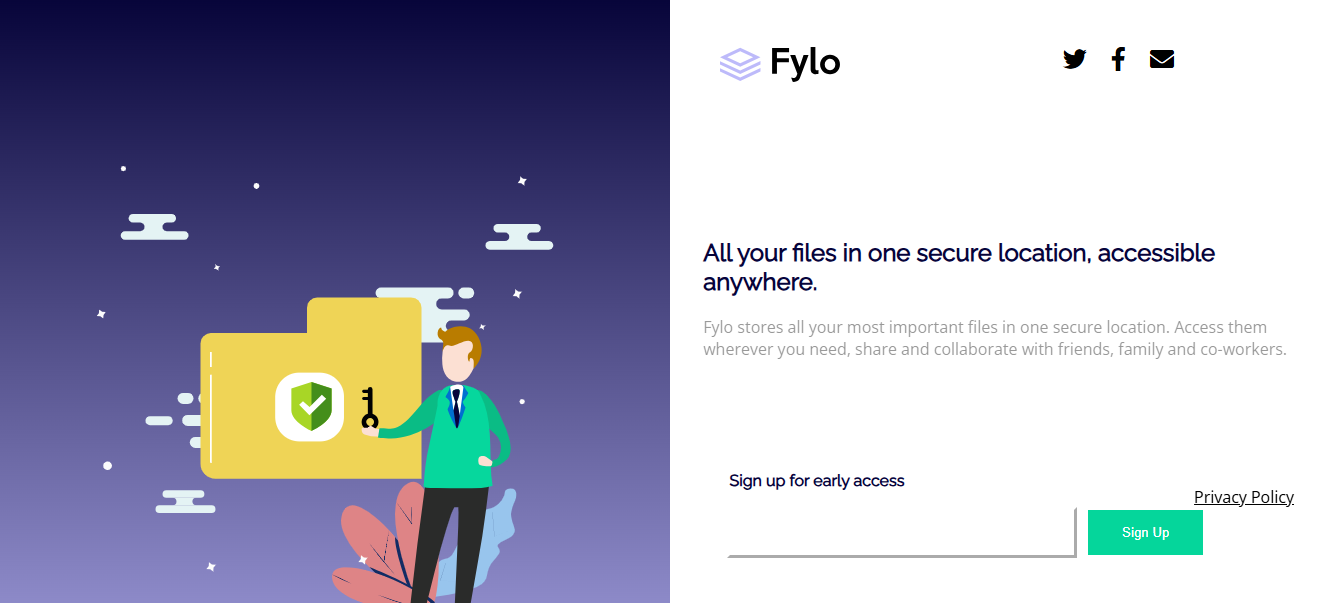 Fylo
All your files in one secure location, accessible
anywhere.
Fylo stores all your most important files in one secure location. Access them
wherever you need, share and collaborate with friends, family and co-workers.
Sign up for early access
Privacy Policy
Sign Up